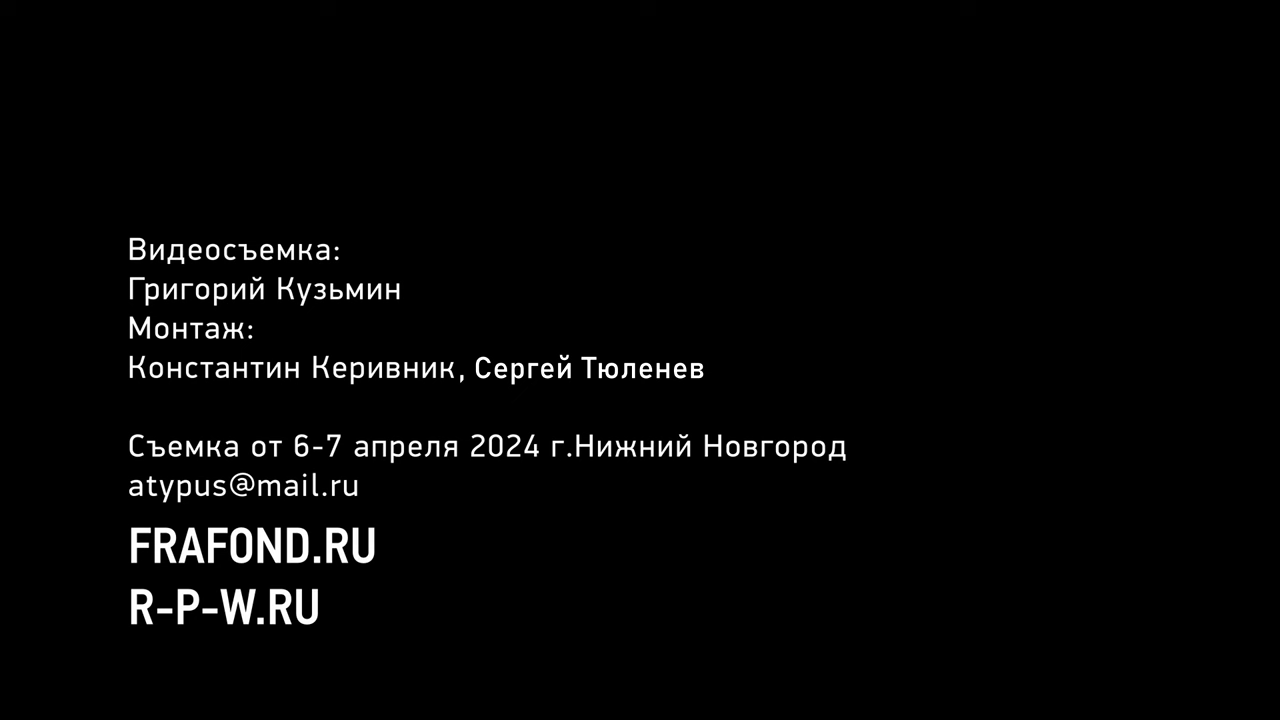 Видеосъемка:
Григорий Кузьмин
Монтаж:
Константин Керивник, Сергей Тюленев
Съемка от 6-7 апреля 2024 г.Нижний Новгород
atypus@mail.ru
FRAFOND.RU
R-P-W.RU